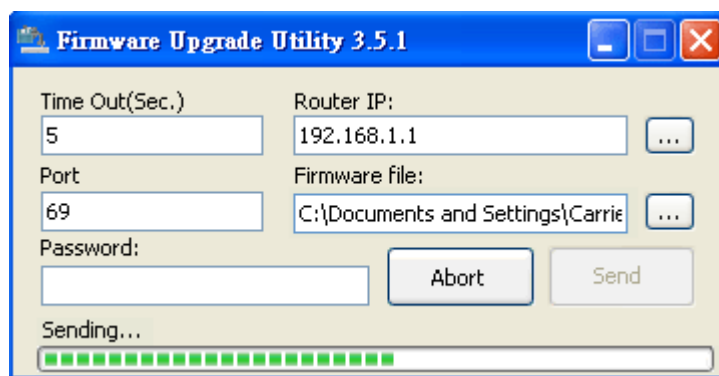 Firmware Upgrade Utility 3.5.1
Time Out(Sec.) Router IP:
5 192.168.1.1 ...
Port Firmware file:
69 C:\Documents and Settings\Carrie ...
Password:
Abort Send
Sending...